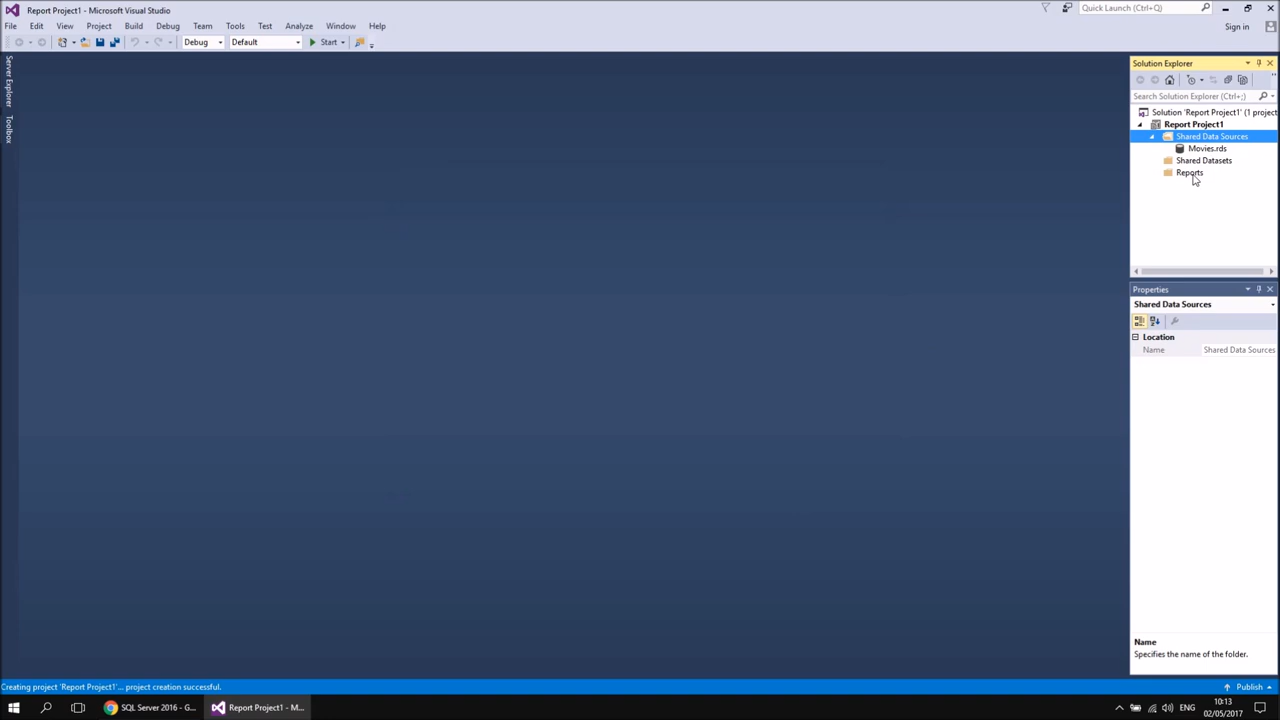 Report Project1 - Microsoft Visual Studio
Quick Launch (Ctrl+Q)
File Edit View Project Build Debug Team Tools Test Analyze Window Help
Sign in
Debug Default Start
Server Explorer
Toolbox
Solution Explorer
Search Solution Explorer (Ctrl+;)
Solution 'Report Project1' (1 project
Report Project1
Shared Data Sources
Movies.rds
Shared Datasets
Reports
Properties
Shared Data Sources
Location
Name Shared Data Sources
Name
Specifies the name of the folder.
Creating project 'Report Project1'... project creation successful.
Publish
SQL Server 2016 - G...
Report Project1 - M...
ENG
10:13
02/05/2017